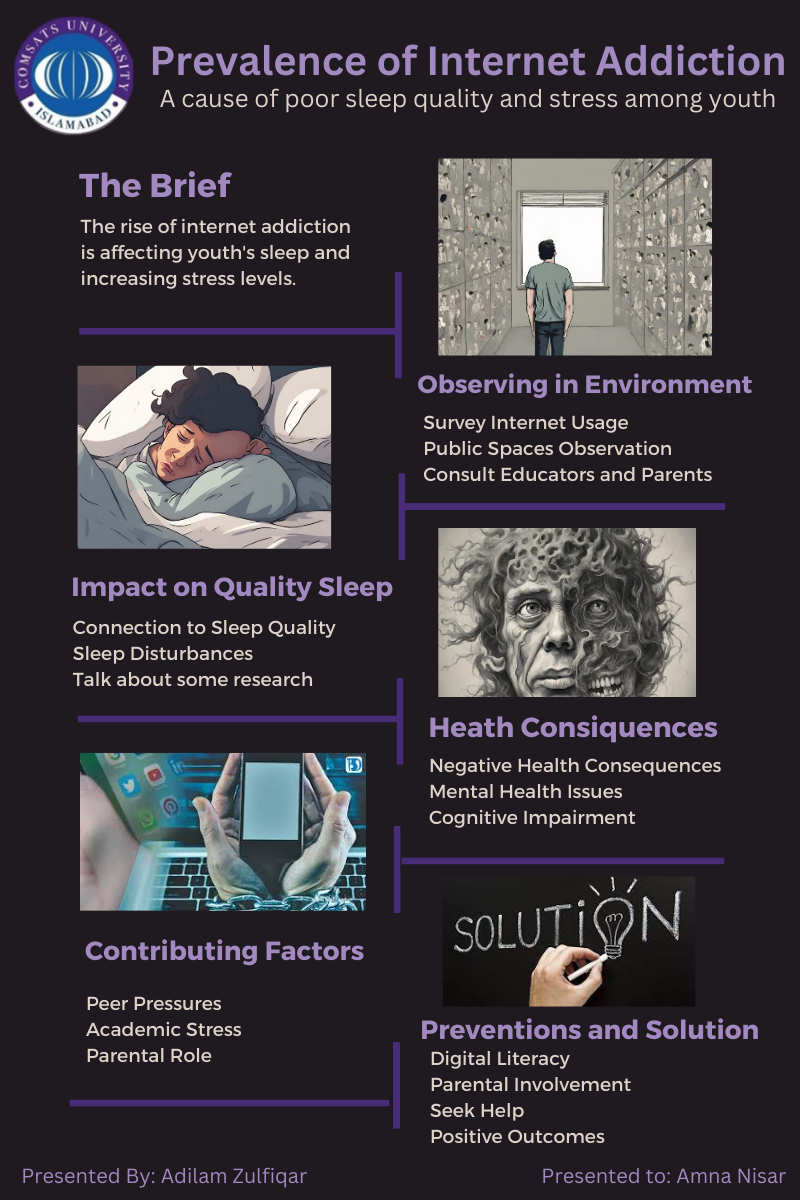 COMSATS UNIVERSITY
ISLAMABAD
Prevalence of Internet Addiction
A cause of poor sleep quality and stress among youth
The Brief
The rise of internet addiction
is affecting youth's sleep and
increasing stress levels.
Observing in Environment
Survey Internet Usage
Public Spaces Observation
Consult Educators and Parents
Impact on Quality Sleep
Connection to Sleep Quality
Sleep Disturbances
Talk about some research
Heath Consiquences
Negative Health Consequences
Mental Health Issues
Cognitive Impairment
Contributing Factors
Peer Pressures
Academic Stress
Parental Role
SOLUTION
Preventions and Solution
Digital Literacy
Parental Involvement
Seek Help
Positive Outcomes
Presented By: Adilam Zulfiqar
Presented to: Amna Nisar